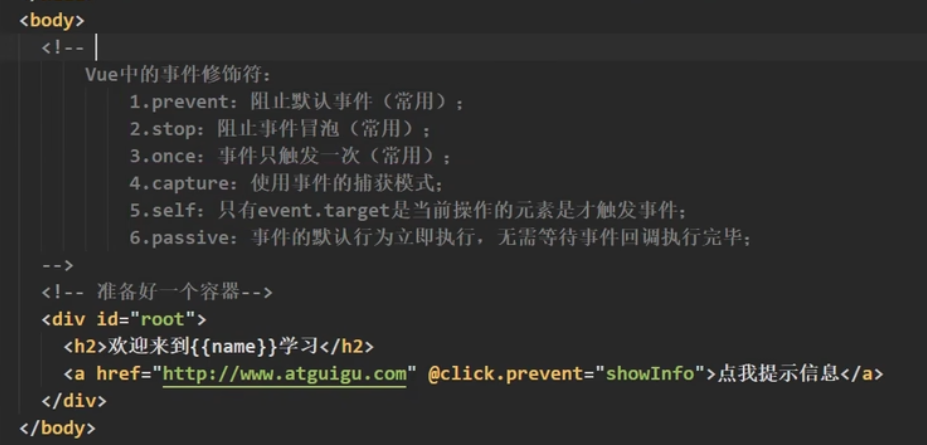 <body>
<!--
Vue中的事件修饰符：
1.prevent：阻止默认事件（常用）；
2.stop：阻止事件冒泡（常用）；
3.once：事件只触发一次（常用）；
4.capture：使用事件的捕获模式；
5.self：只有event.target是当前操作的元素是才触发事件；
6.passive：事件的默认行为立即执行，无需等待事件回调执行完毕；
-->
<!-- 准备好一个容器-->
<div id="root">
<h2>欢迎来到{{name}}学习</h2>
<a href="http://www.atguigu.com" @click.prevent="showInfo">点我提示信息</a>
</div>
</body>